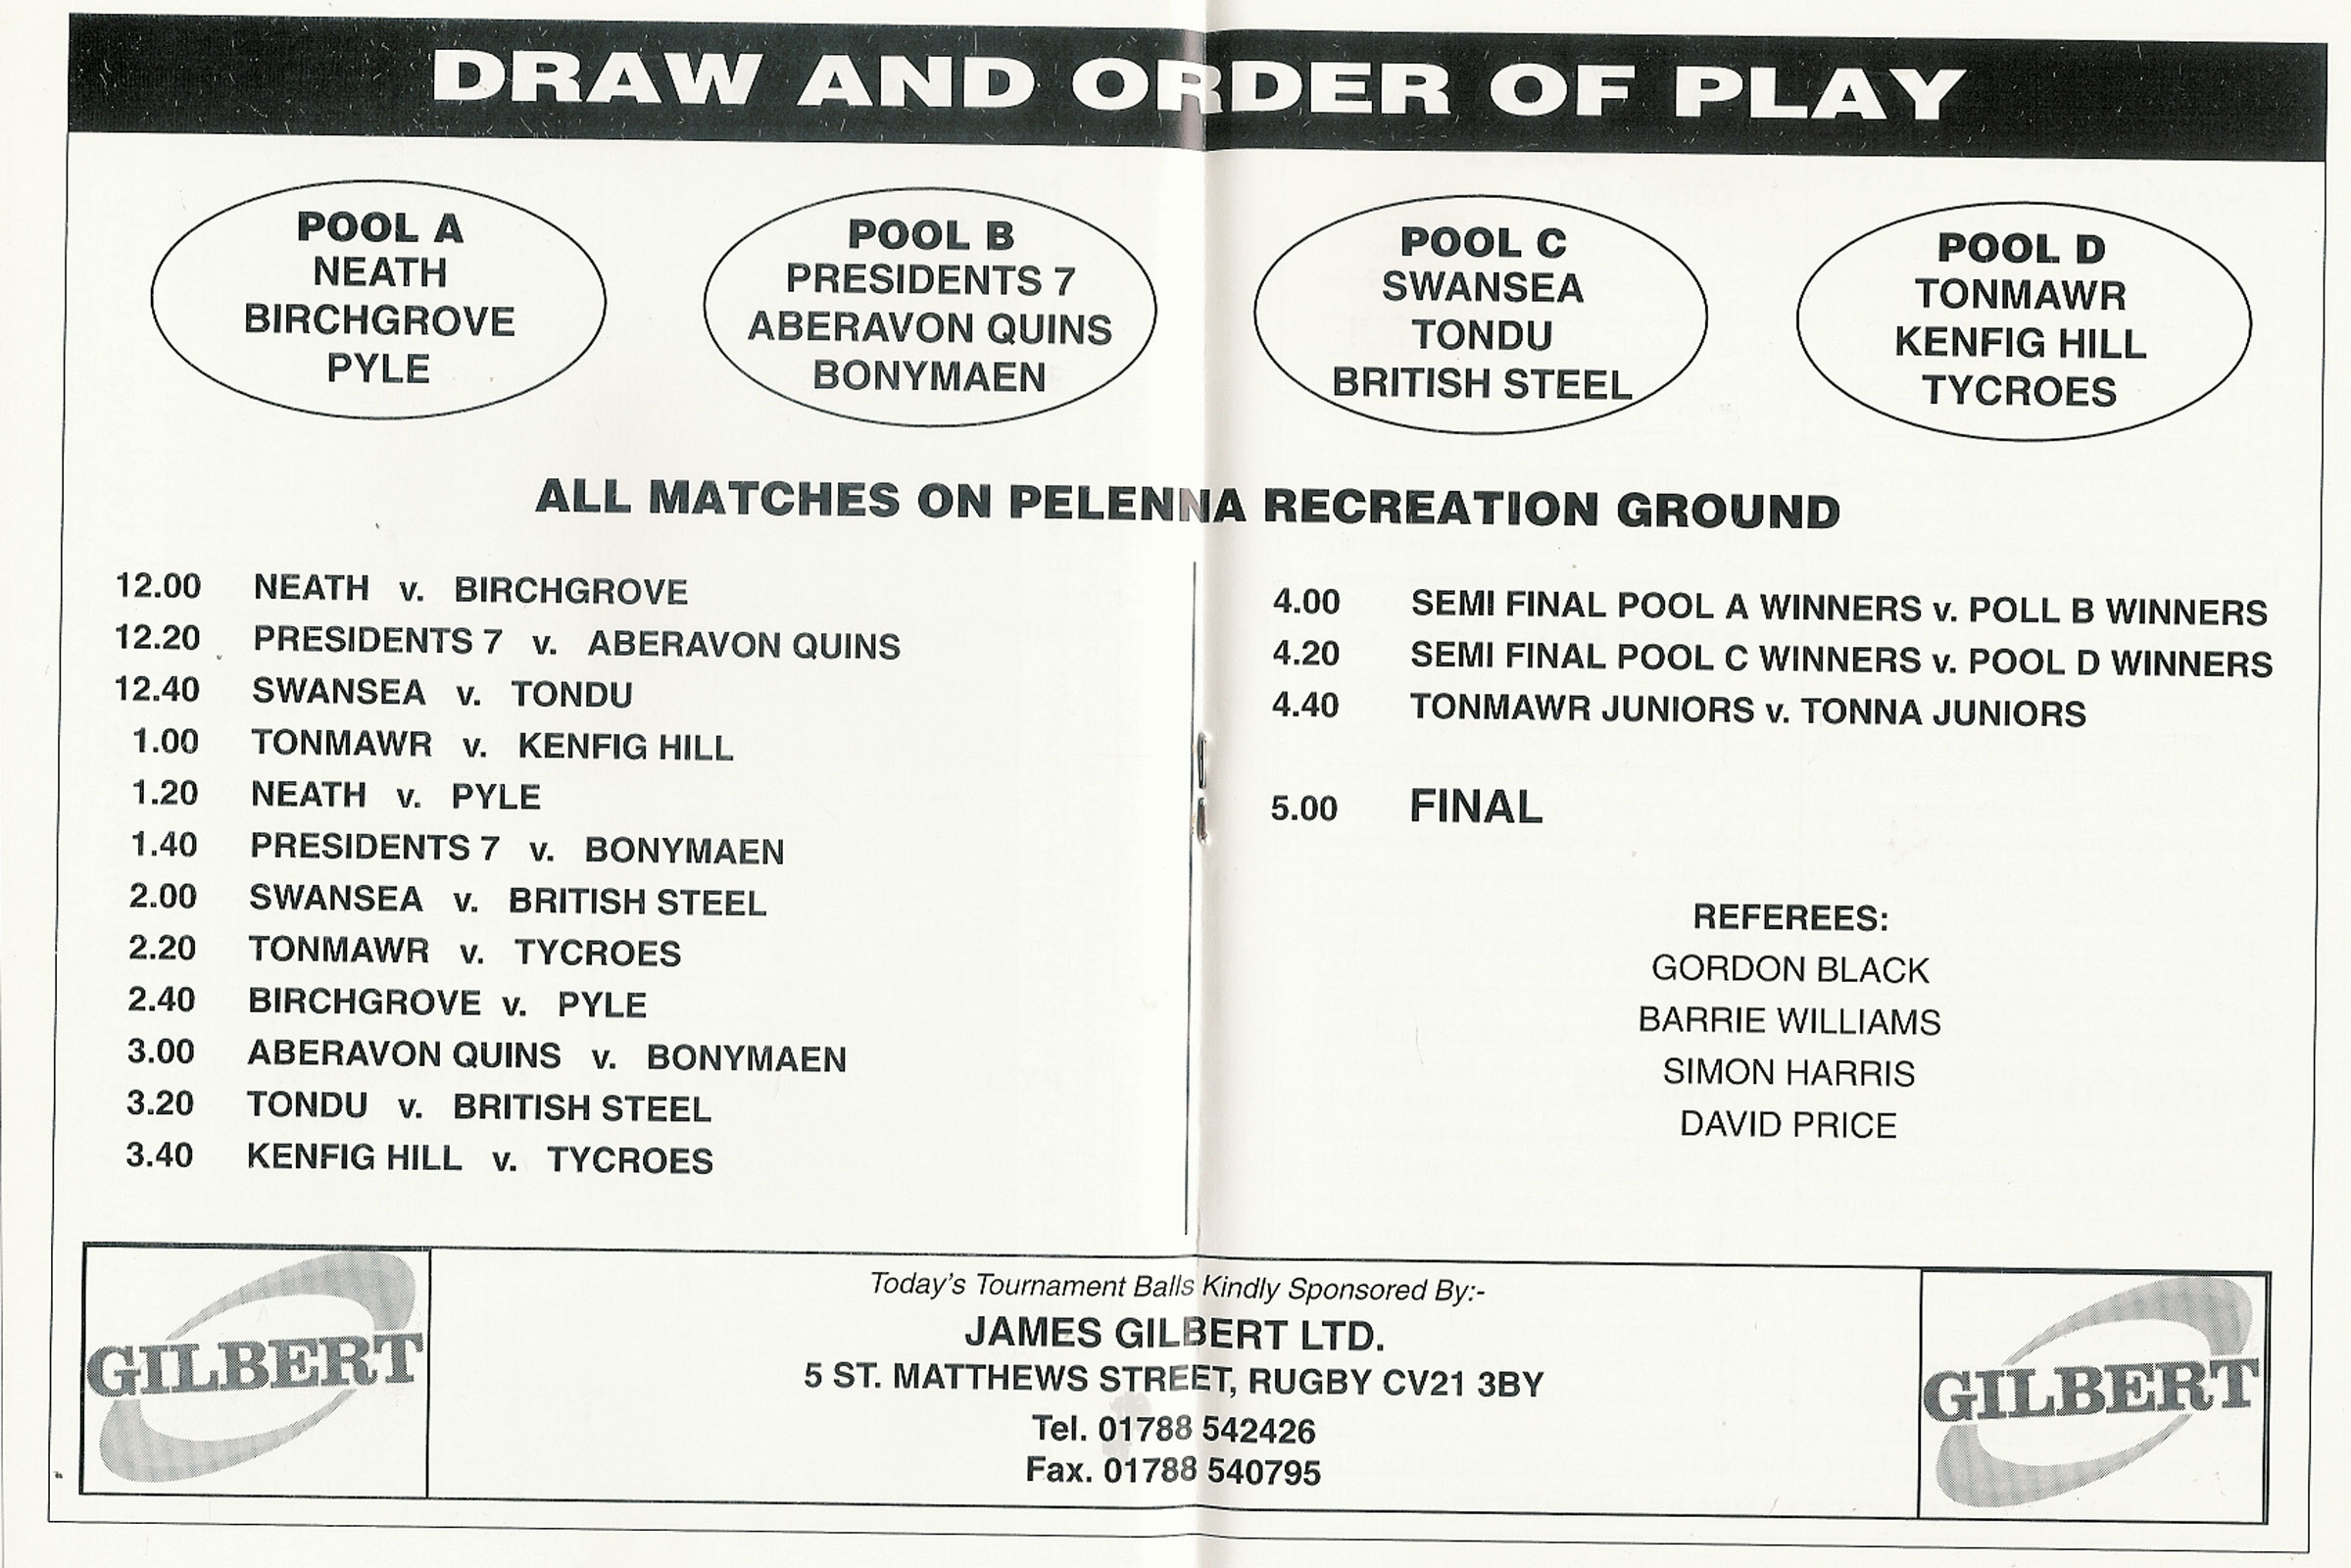 DRAW AND ORDER OF PLAY
POOL A
NEATH
BIRCHGROVE
PYLE
POOL B
PRESIDENTS 7
ABERAVON QUINS
BONYMAEN
POOL C
SWANSEA
TONDU
BRITISH STEEL
POOL D
TONMAWR
KENFIG HILL
TYCROES
ALL MATCHES ON PELENNA RECREATION GROUND
12.00 NEATH v. BIRCHGROVE
12.20 PRESIDENTS 7 v. ABERAVON QUINS
12.40 SWANSEA v. TONDU
1.00 TONMAWR v. KENFIG HILL
1.20 NEATH v. PYLE
1.40 PRESIDENTS 7 v. BONYMAEN
2.00 SWANSEA v. BRITISH STEEL
2.20 TONMAWR v. TYCROES
2.40 BIRCHGROVE v. PYLE
3.00 ABERAVON QUINS v. BONYMAEN
3.20 TONDU v. BRITISH STEEL
3.40 KENFIG HILL v. TYCROES
4.00 SEMI FINAL POOL A WINNERS v. POLL B WINNERS
4.20 SEMI FINAL POOL C WINNERS v. POOL D WINNERS
4.40 TONMAWR JUNIORS v. TONNA JUNIORS
5.00 FINAL
REFEREES:
GORDON BLACK
BARRIE WILLIAMS
SIMON HARRIS
DAVID PRICE
GILBERT
Today's Tournament Balls Kindly Sponsored By:-
JAMES GILBERT LTD.
5 ST. MATTHEWS STREET, RUGBY CV21 3BY
Tel. 01788 542426
Fax. 01788 540795
GILBERT